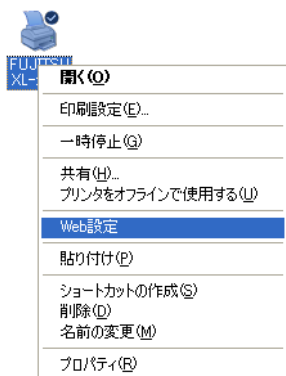 FUJITSU
XL-
開く(O)
印刷設定(E)...
一時停止(G)
共有(H)...
プリンタをオフラインで使用する(U)
Web設定
貼り付け(P)
ショートカットの作成(S)
削除(D)
名前の変更(M)
プロパティ(R)